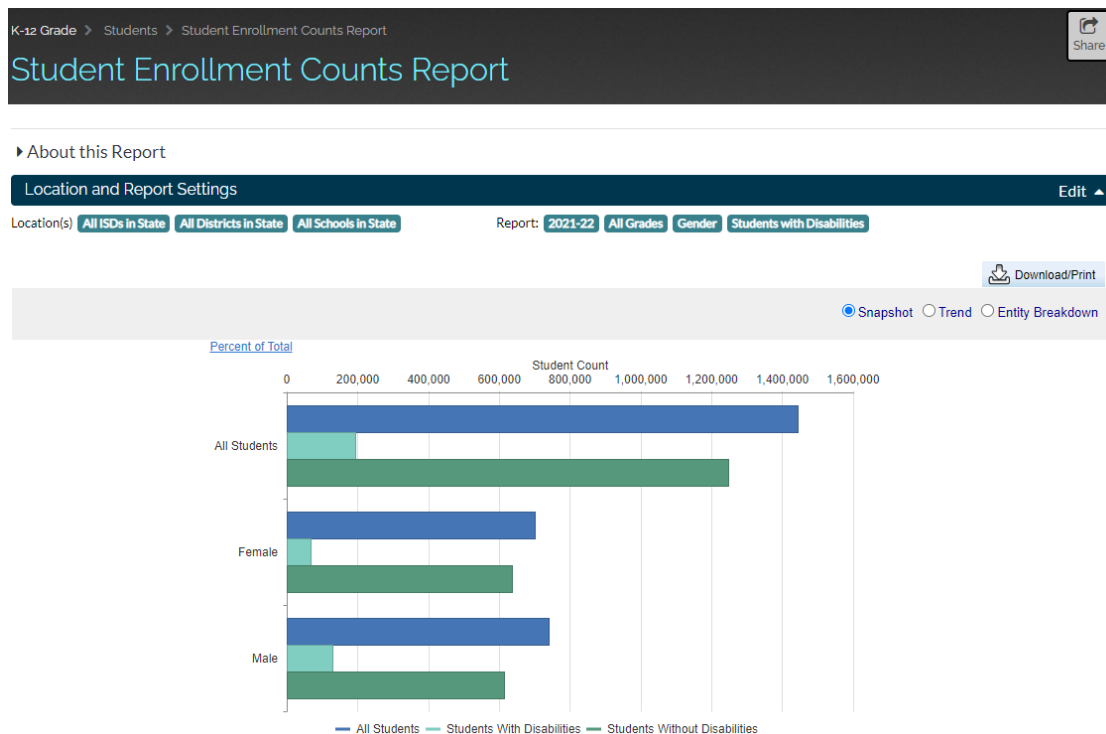 K-12 Grade > Students > Student Enrollment Counts Report
Share
Student Enrollment Counts Report
About this Report
Location and Report Settings Edit
Location(s) All ISDs in State All Districts in State All Schools in State Report: 2021-22 All Grades Gender Students with Disabilities
Download/Print
Snapshot Trend Entity Breakdown
Percent of Total
Student Count
0 200,000 400,000 600,000 800,000 1,000,000 1,200,000 1,400,000 1,600,000
All Students
Female
Male
All Students Students With Disabilities Students Without Disabilities